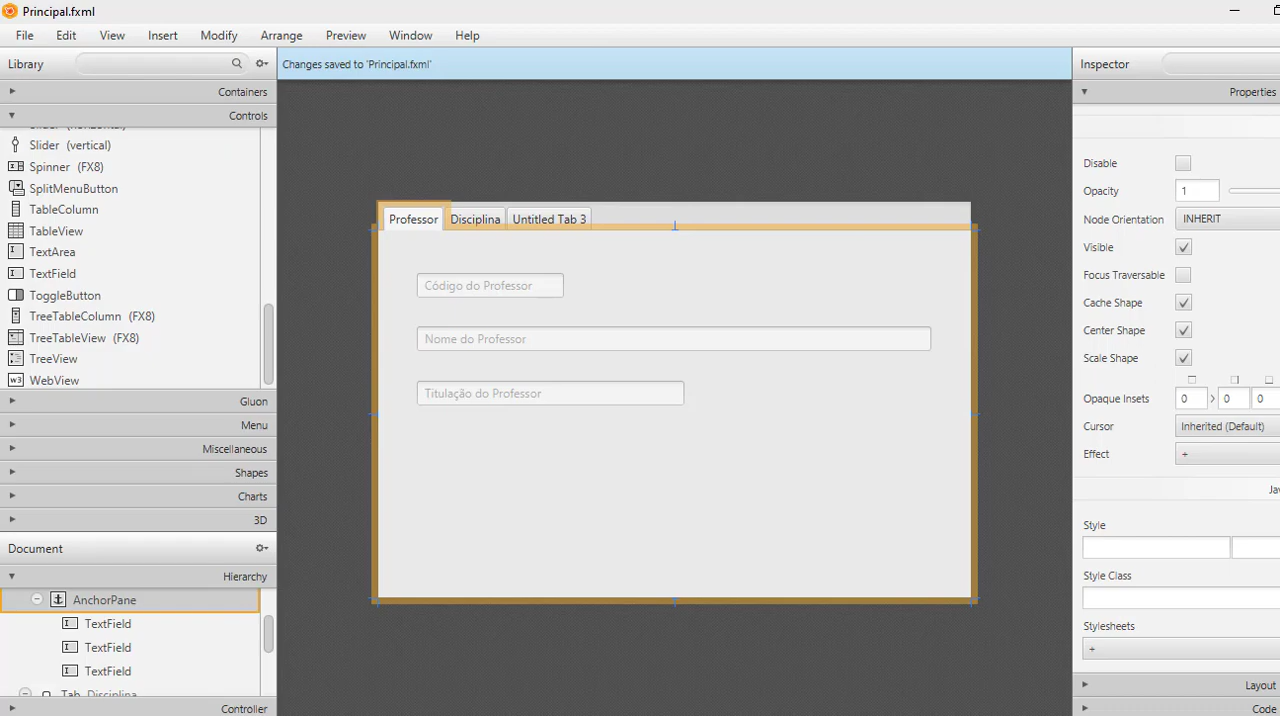 Principal.fxml
File Edit View Insert Modify Arrange Preview Window Help
Library
Containers
Controls
Slider (horizontal)
Slider (vertical)
Spinner (FX8)
SplitMenuButton
TableColumn
TableView
TextArea
TextField
ToggleButton
TreeTableColumn (FX8)
TreeTableView (FX8)
TreeView
WebView
Gluon
Menu
Miscellaneous
Shapes
Charts
3D
Document
Hierarchy
AnchorPane
TextField
TextField
TextField
Tab Disciplina
Controller
Changes saved to 'Principal.fxml'
Professor Disciplina Untitled Tab 3
Código do Professor
Nome do Professor
Titulação do Professor
Inspector
Properties
Disable
Opacity 1
Node Orientation INHERIT
Visible
Focus Traversable
Cache Shape
Center Shape
Scale Shape
Opaque Insets 0 > 0 0
Cursor Inherited (Default)
Effect +
Style
Style Class
Stylesheets
+
Layout
Code